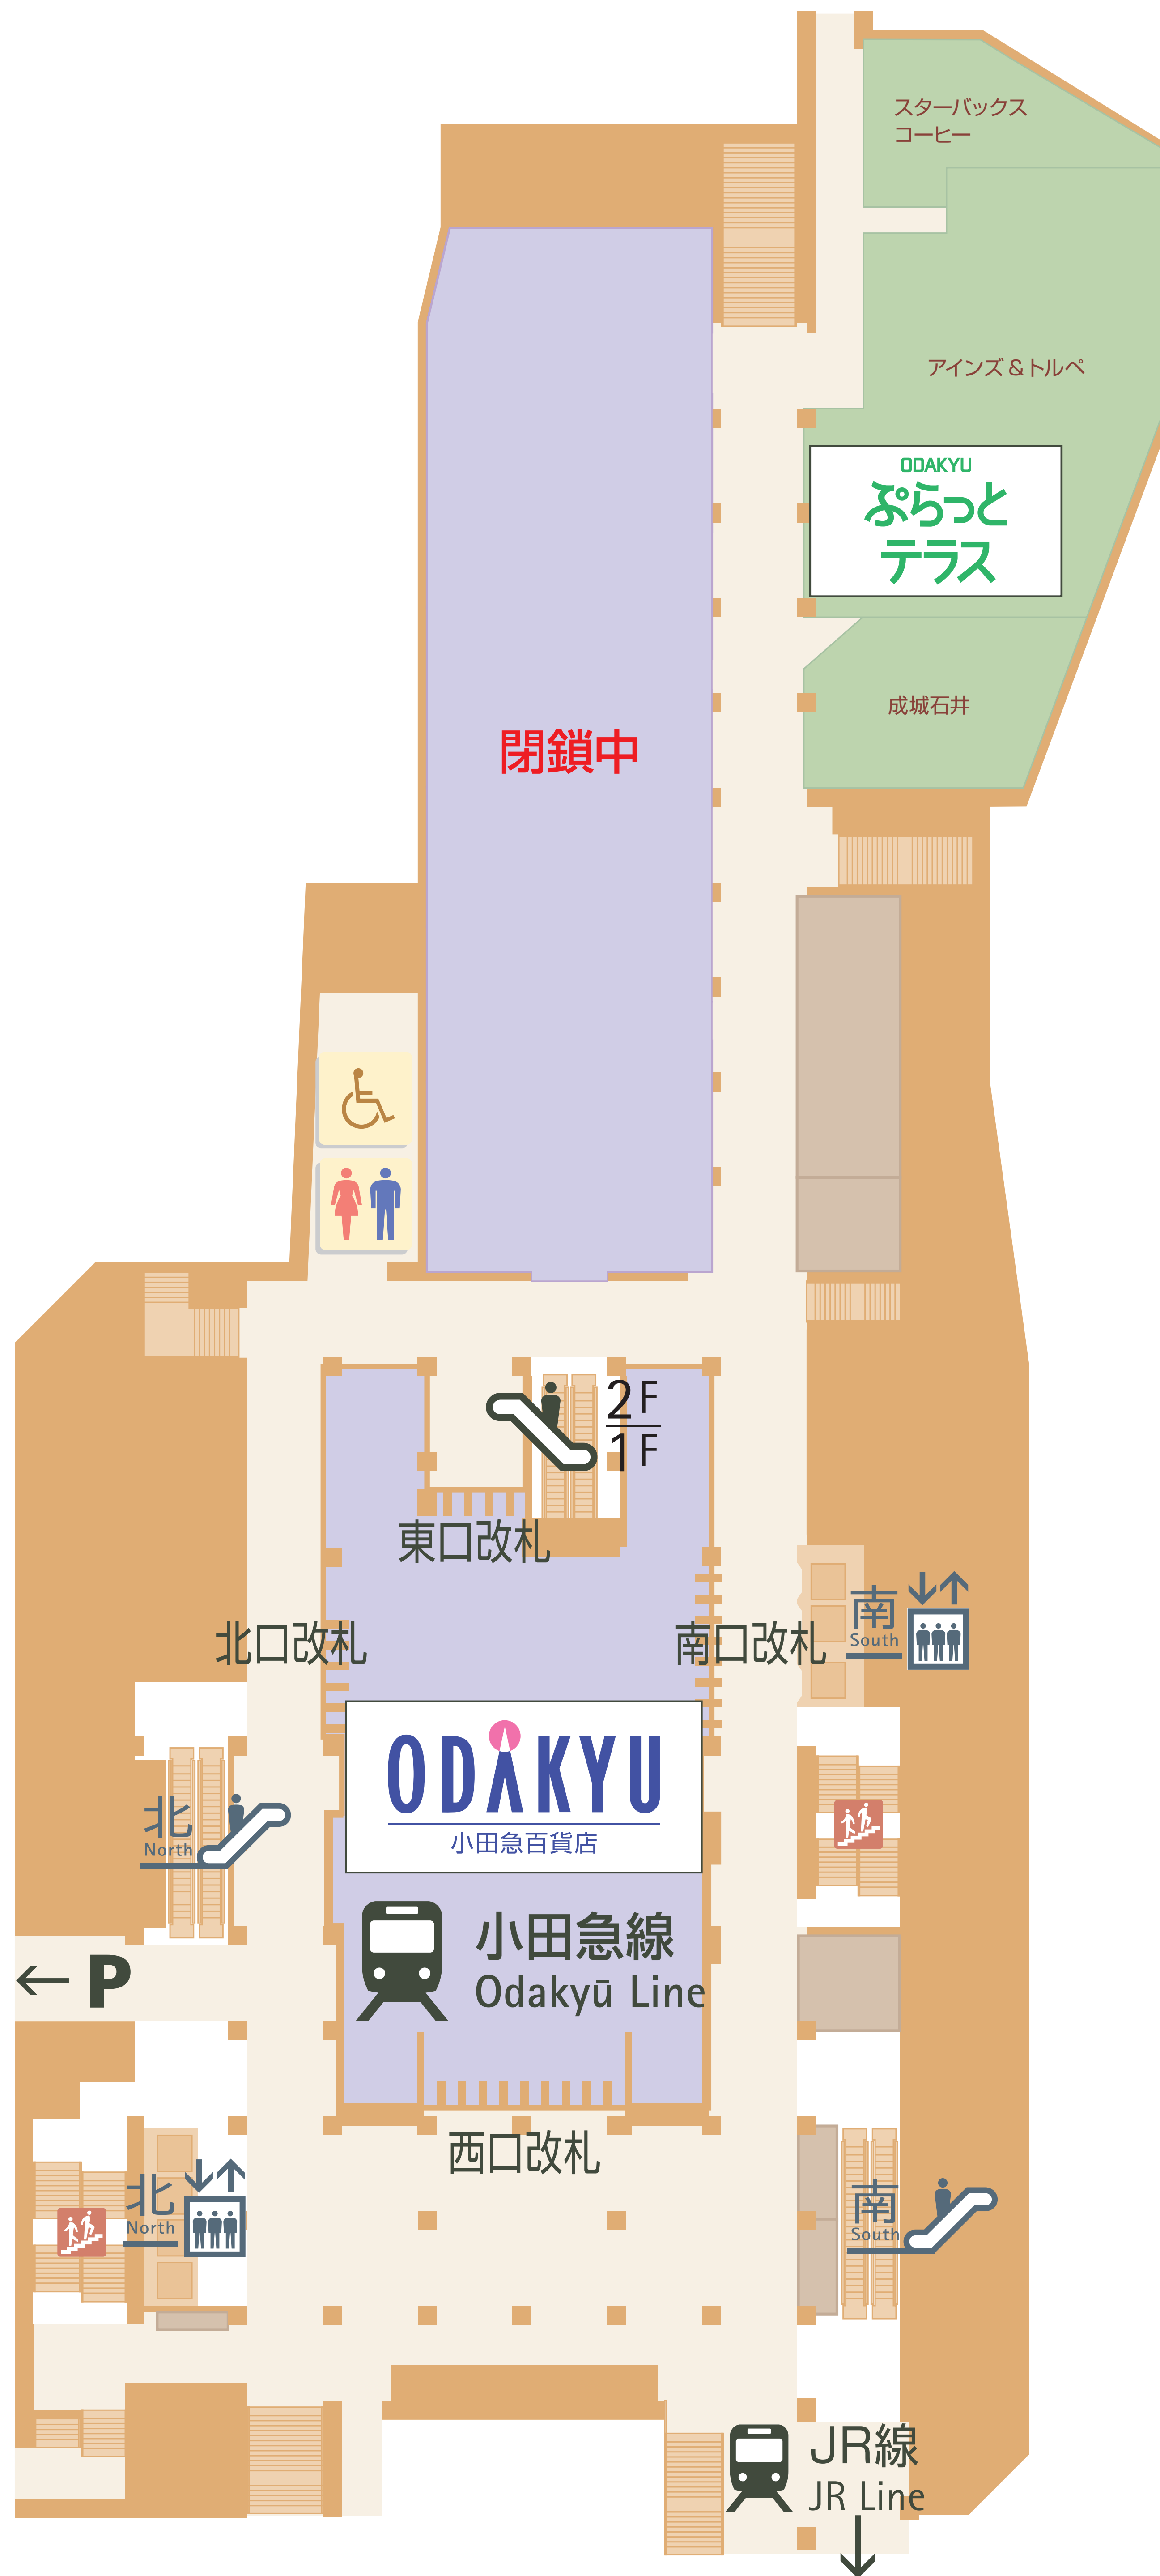 スターバックス
コーヒー
アインズ&トルペ
ODAKYU
ぷらっと
テラス
成城石井
閉鎖中
2F
1F
東口改札
北口改札
南口改札
南
South
ODAKYU
小田急百貨店
北
North
小田急線
Odakyū Line
← P
西口改札
北
North
南
South
JR線
JR Line